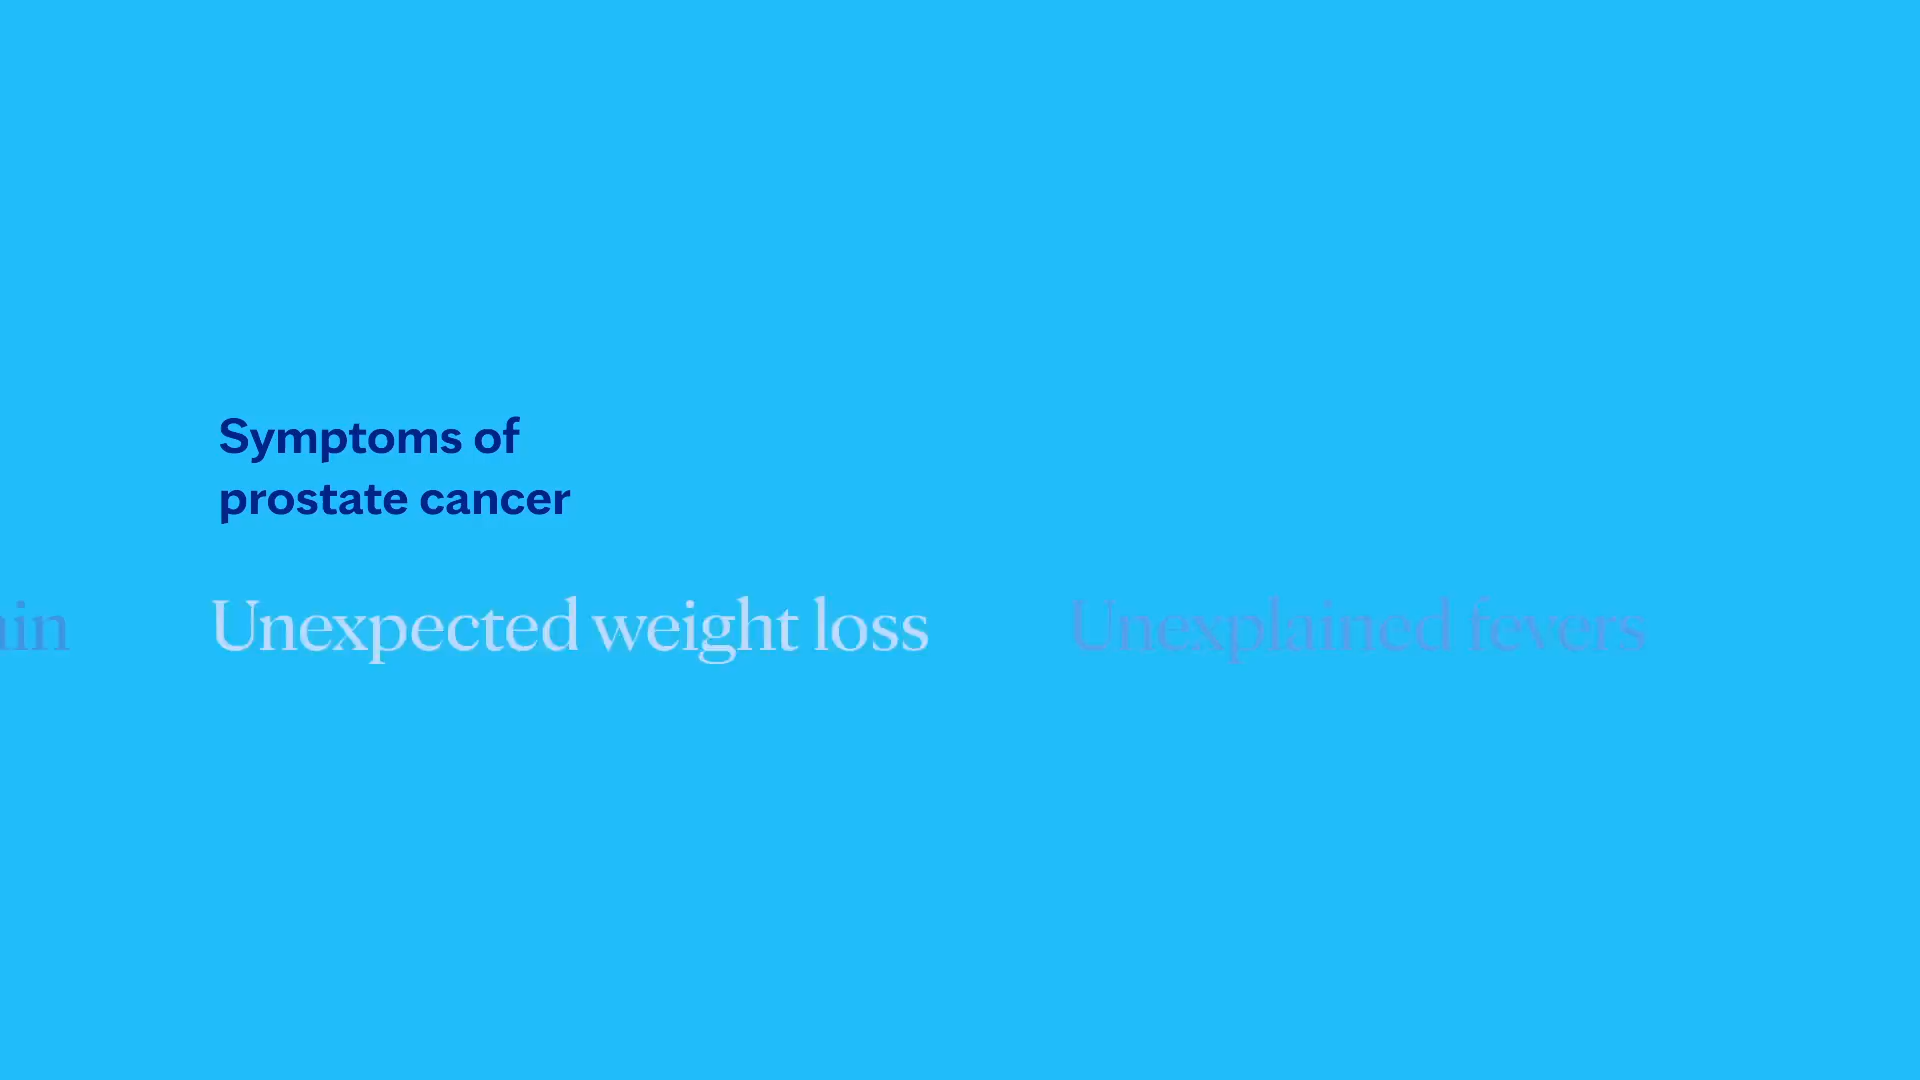 Symptoms of
prostate cancer
Unexpected weight loss Unexplained fevers